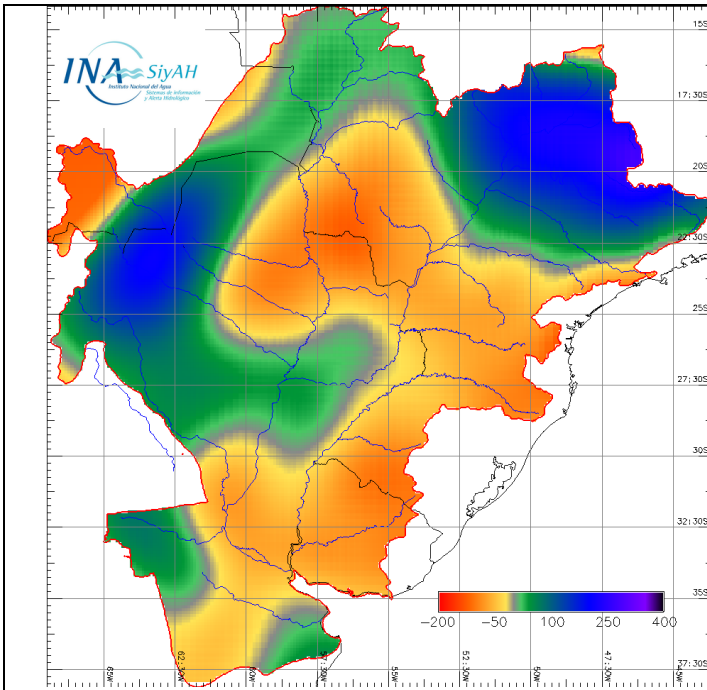 INA SiyAH
Instituto Nacional del Agua
Sistemas de Información
y Alerta Hidrológico
15S
17:30S
20S
22:30S
25S
27:30S
30S
32:30S
35S
37:30S
−200 −50 100 250 400
65W 62:30W 60W 57:30W 55W 52:30W 50W 47:30W 45W